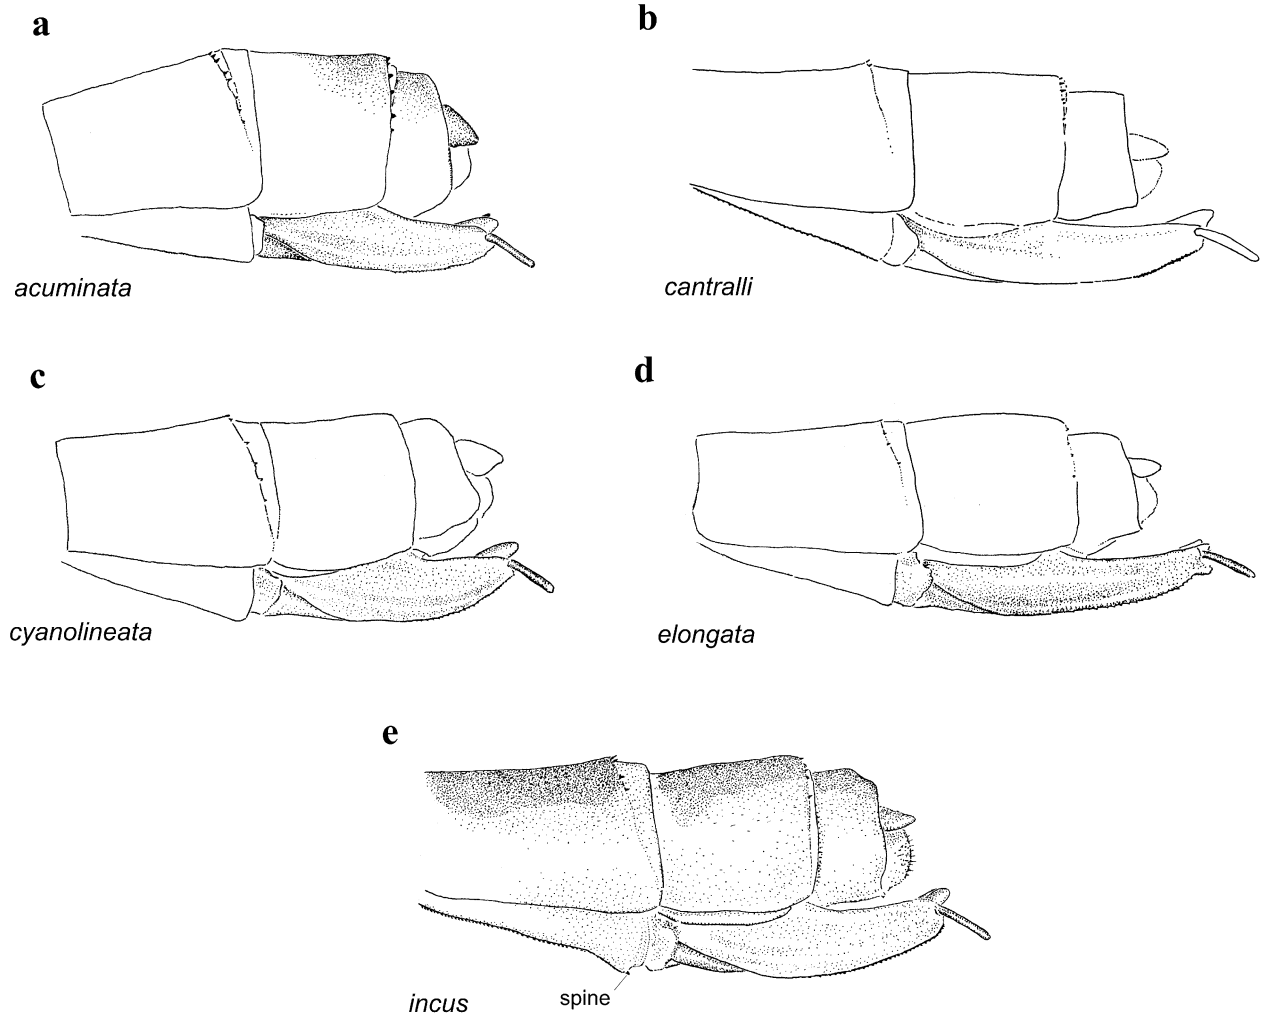 a
b
acuminata
cantralli
c
d
cyanolineata
elongata
e
spine
incus